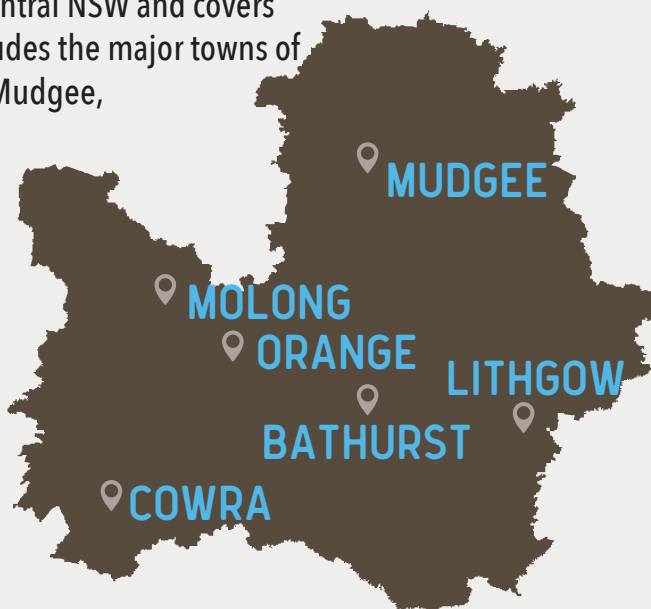 ntral NSW and covers
udes the major towns of
Mudgee,
MUDGEE
MOLONG
ORANGE
LITHGOW
BATHURST
COWRA